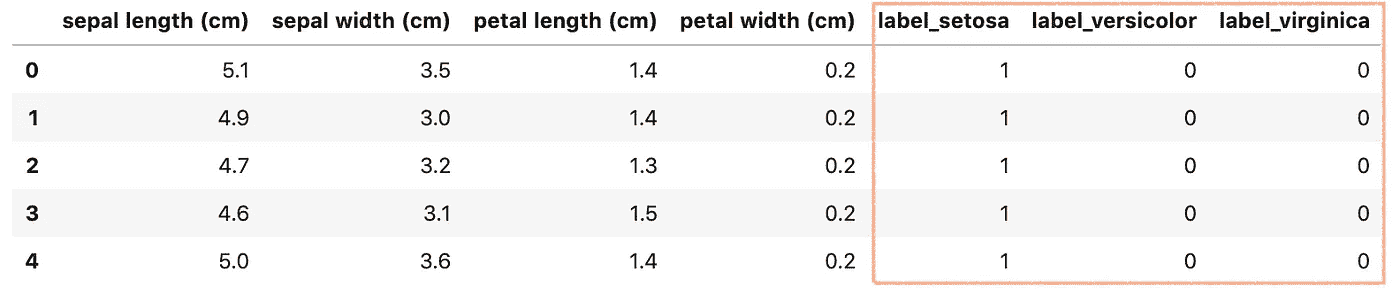 sepal length (cm) sepal width (cm) petal length (cm) petal width (cm) label_setosa label_versicolor label_virginica
0 5.1 3.5 1.4 0.2 1 0 0
1 4.9 3.0 1.4 0.2 1 0 0
2 4.7 3.2 1.3 0.2 1 0 0
3 4.6 3.1 1.5 0.2 1 0 0
4 5.0 3.6 1.4 0.2 1 0 0